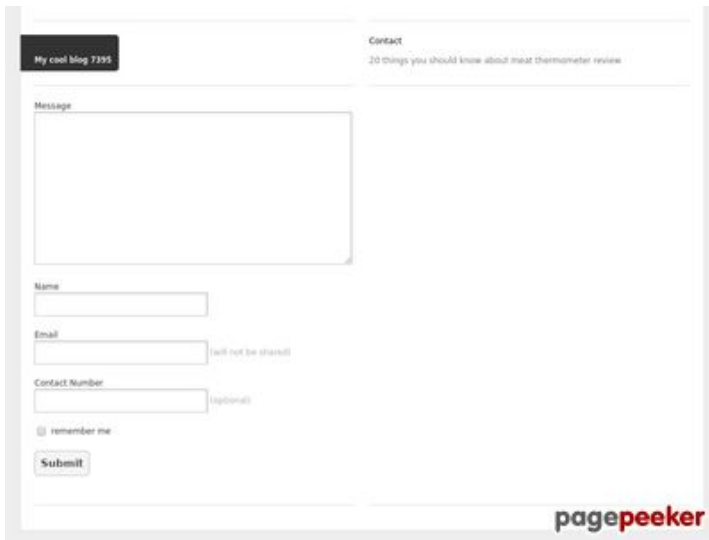 My cool blog 7395
Contact
20 things you should know about meat thermometer review
Message
Name
Email
(will not be shared)
Contact Number
(optional)
remember me
Submit
pagepeeker